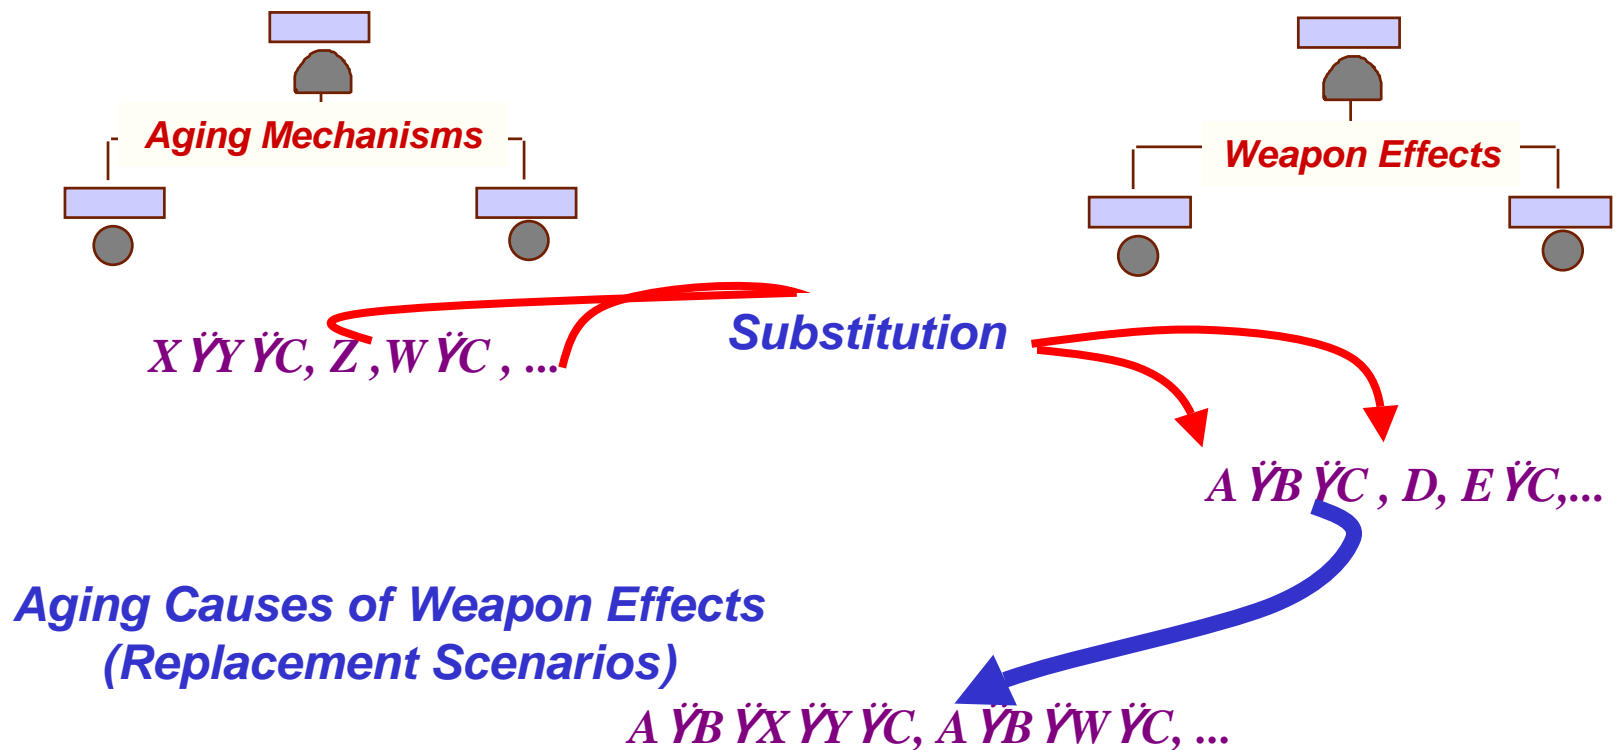 Aging Mechanisms
Weapon Effects
Substitution
X ŸY ŸC, Z ,W ŸC , ...
A ŸB ŸC , D, E ŸC,...
Aging Causes of Weapon Effects
(Replacement Scenarios)
A ŸB ŸX ŸY ŸC, A ŸB ŸW ŸC, ...